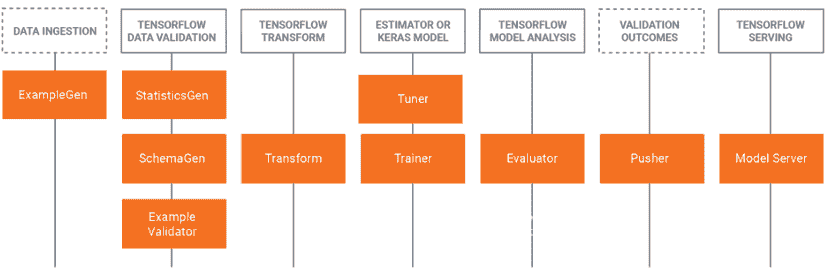 DATA INGESTION
TENSORFLOW
DATA VALIDATION
TENSORFLOW
TRANSFORM
ESTIMATOR OR
KERAS MODEL
TENSORFLOW
MODEL ANALYSIS
VALIDATION
OUTCOMES
TENSORFLOW
SERVING
ExampleGen
StatisticsGen
Tuner
SchemaGen
Transform
Trainer
Evaluator
Pusher
Model Server
Example
Validator